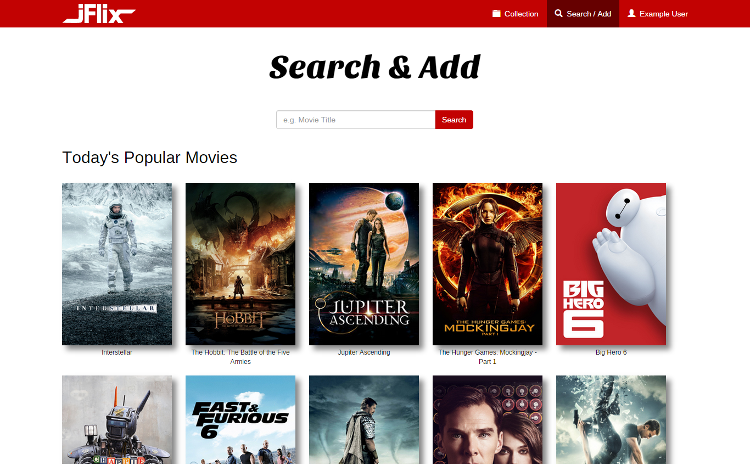 jFlix
Collection
Search / Add
Example User
Search & Add
e.g. Movie Title
Search
Today's Popular Movies
INTERSTELLAR
THE HOBBIT
JUPITER
ASCENDING
THE HUNGER GAMES:
MOCKINGJAY
PART 1
BIG
HERO
6
Interstellar
The Hobbit: The Battle of the Five
Armies
Jupiter Ascending
The Hunger Games: Mockingjay -
Part 1
Big Hero 6
CHAPPIE
FAST &
FURIOUS
6